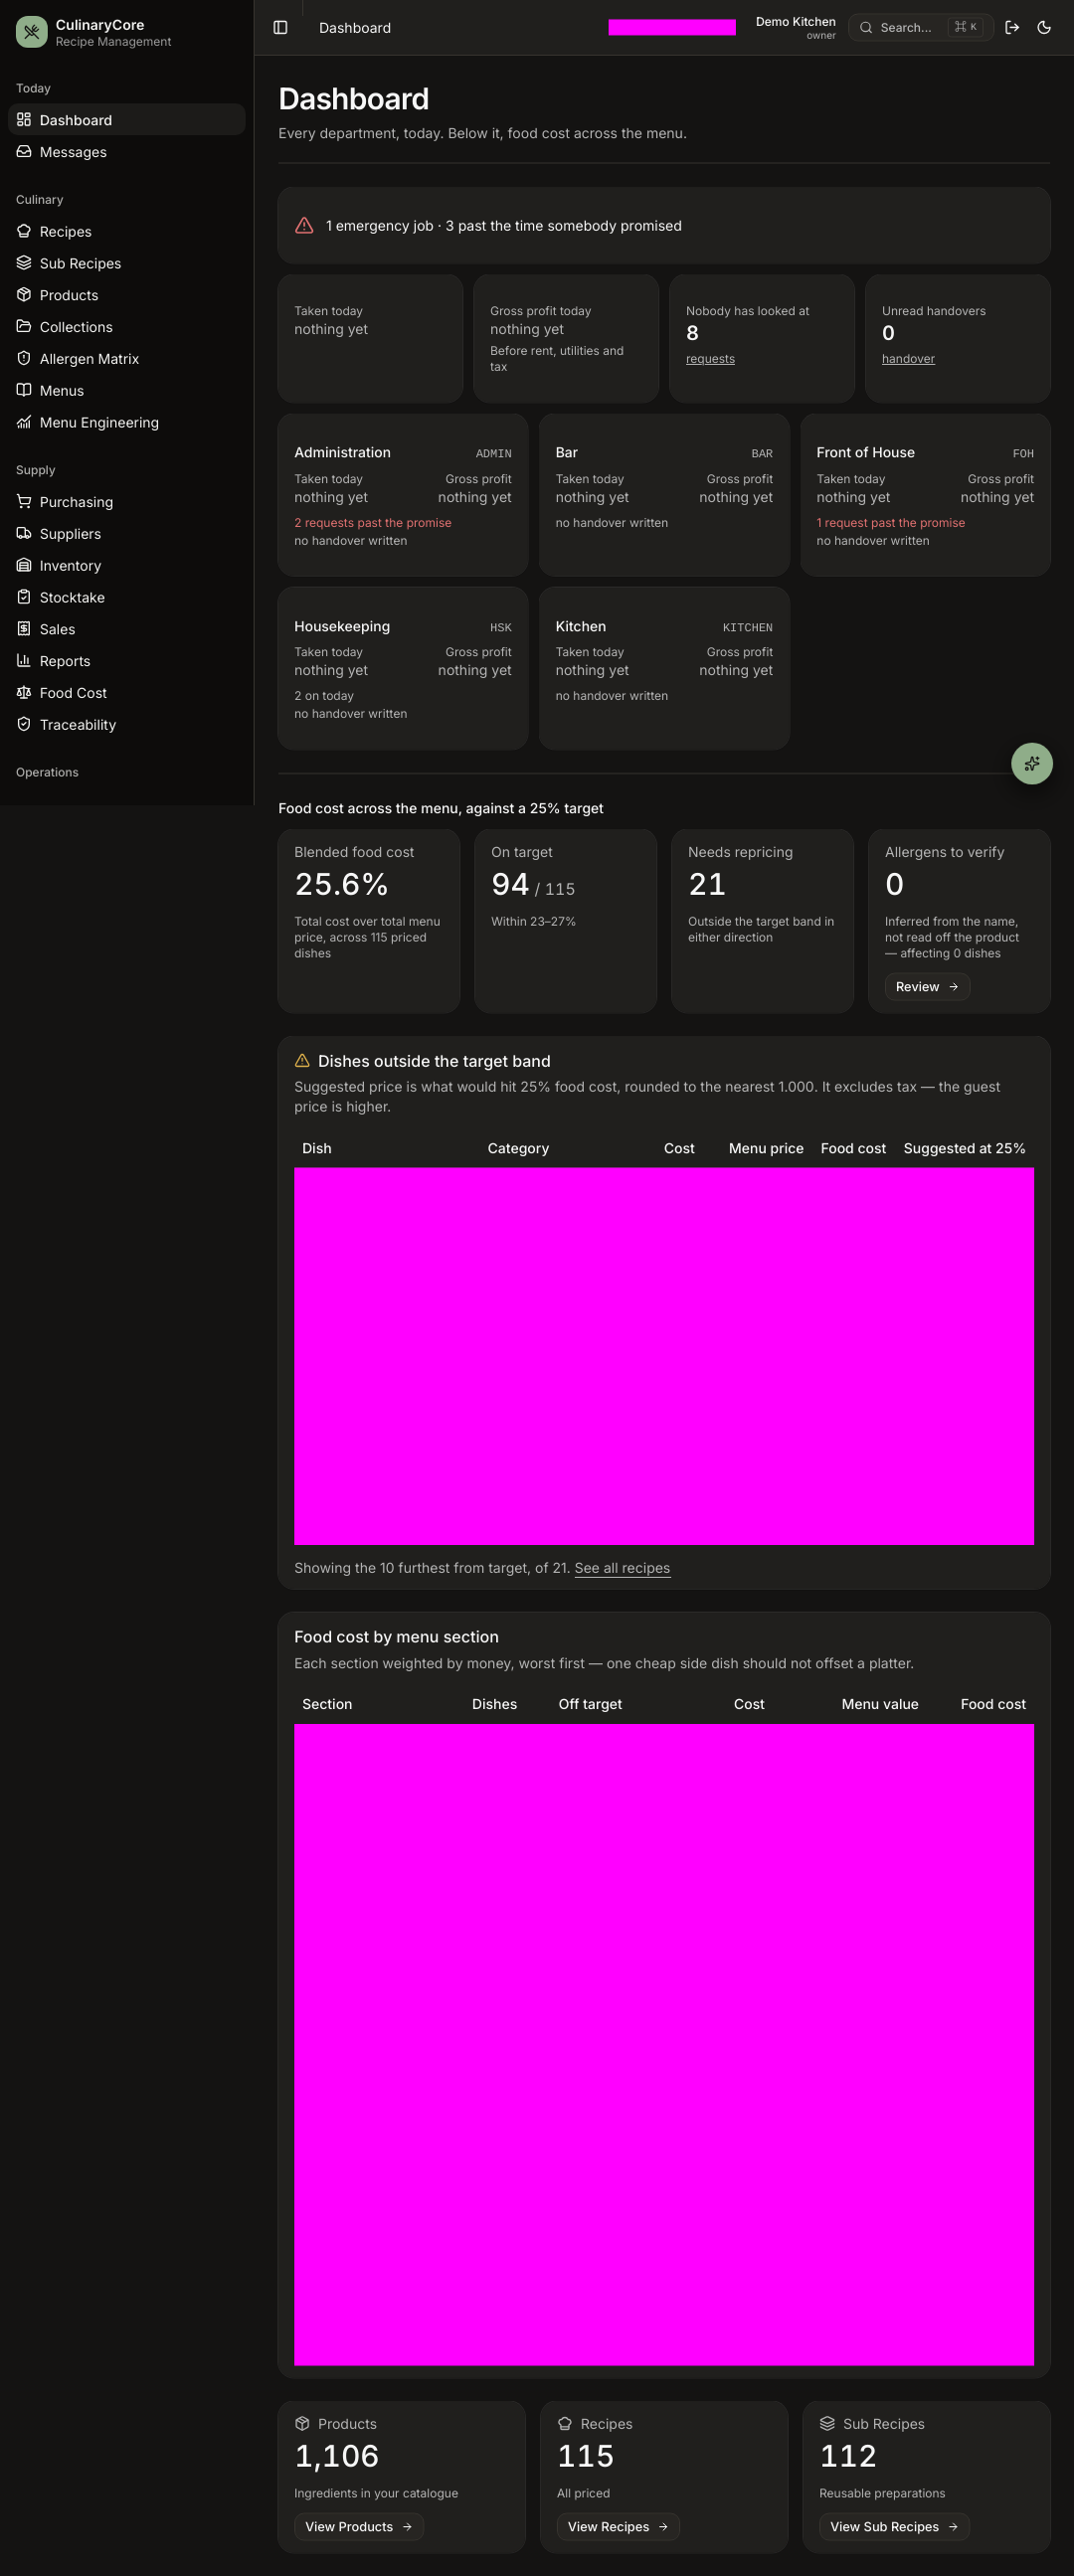 CulinaryCore
Recipe Management
Today
Dashboard
Messages
Culinary
Recipes
Sub Recipes
Products
Collections
Allergen Matrix
Menus
Menu Engineering
Supply
Purchasing
Suppliers
Inventory
Stocktake
Sales
Reports
Food Cost
Traceability
Operations
Dashboard
Demo Kitchen
owner
Search...
⌘ K
Dashboard
Every department, today. Below it, food cost across the menu.
1 emergency job · 3 past the time somebody promised
Taken today
nothing yet
Gross profit today
nothing yet
Before rent, utilities and
tax
Nobody has looked at
8
requests
Unread handovers
0
handover
Administration ADMIN
Taken today Gross profit
nothing yet nothing yet
2 requests past the promise
no handover written
Bar BAR
Taken today Gross profit
nothing yet nothing yet
no handover written
Front of House FOH
Taken today Gross profit
nothing yet nothing yet
1 request past the promise
no handover written
Housekeeping HSK
Taken today Gross profit
nothing yet nothing yet
2 on today
no handover written
Kitchen KITCHEN
Taken today Gross profit
nothing yet nothing yet
no handover written
Food cost across the menu, against a 25% target
Blended food cost
25.6%
Total cost over total menu
price, across 115 priced
dishes
On target
94 / 115
Within 23–27%
Needs repricing
21
Outside the target band in
either direction
Allergens to verify
0
Inferred from the name,
not read off the product
— affecting 0 dishes
Review →
Dishes outside the target band
Suggested price is what would hit 25% food cost, rounded to the nearest 1.000. It excludes tax — the guest
price is higher.
Dish Category Cost Menu price Food cost Suggested at 25%
Showing the 10 furthest from target, of 21. See all recipes
Food cost by menu section
Each section weighted by money, worst first — one cheap side dish should not offset a platter.
Section Dishes Off target Cost Menu value Food cost
Products
1,106
Ingredients in your catalogue
View Products →
Recipes
115
All priced
View Recipes →
Sub Recipes
112
Reusable preparations
View Sub Recipes →